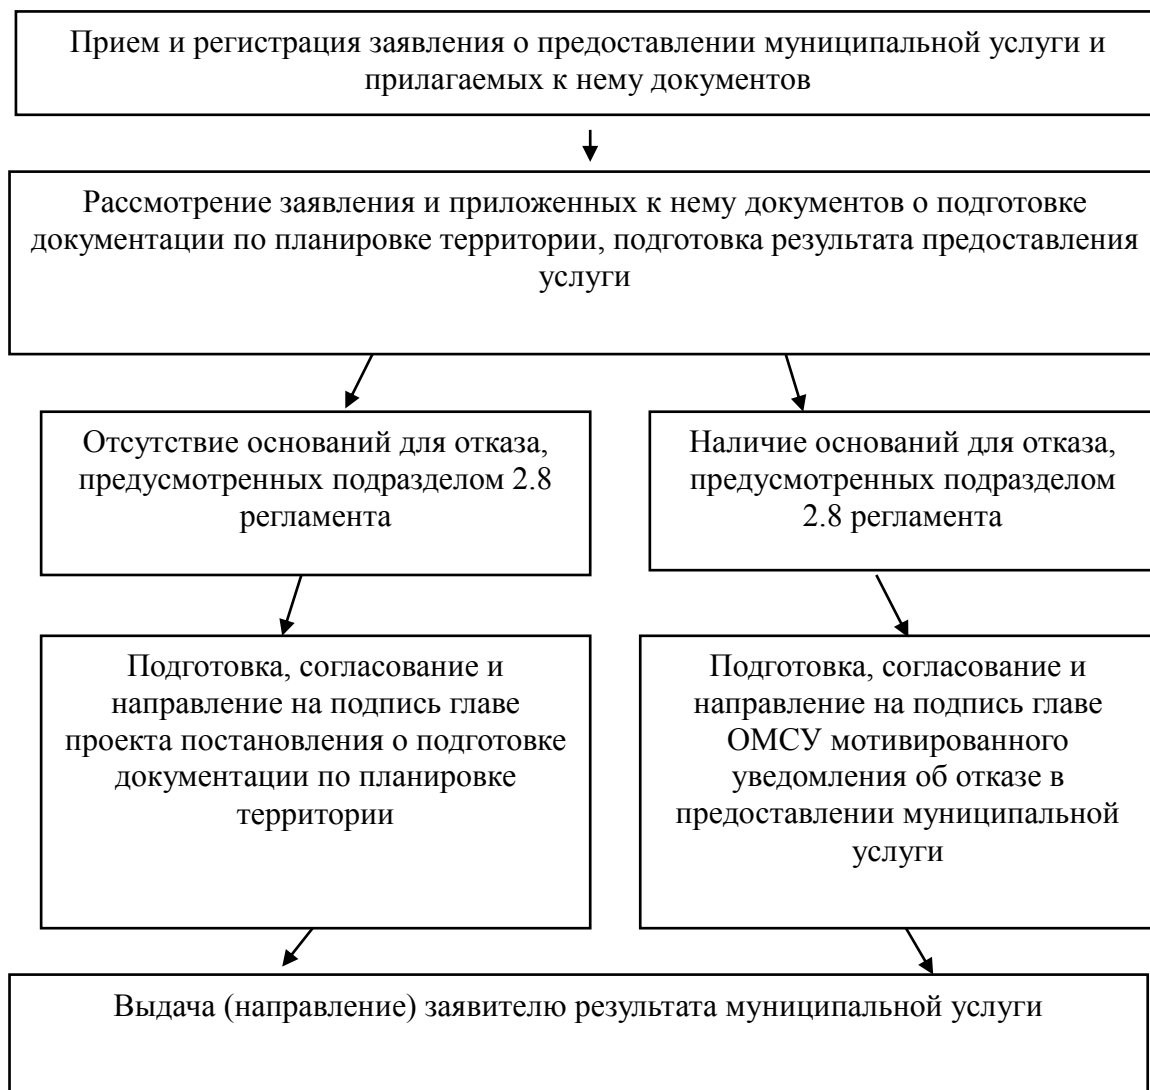 Прием и регистрация заявления о предоставлении муниципальной услуги и
прилагаемых к нему документов
Рассмотрение заявления и приложенных к нему документов о подготовке
документации по планировке территории, подготовка результата предоставления
услуги
Отсутствие оснований для отказа,
предусмотренных подразделом 2.8
регламента
Наличие оснований для отказа,
предусмотренных подразделом
2.8 регламента
Подготовка, согласование и
направление на подпись главе
проекта постановления о подготовке
документации по планировке
территории
Подготовка, согласование и
направление на подпись главе
ОМСУ мотивированного
уведомления об отказе в
предоставлении муниципальной
услуги
Выдача (направление) заявителю результата муниципальной услуги